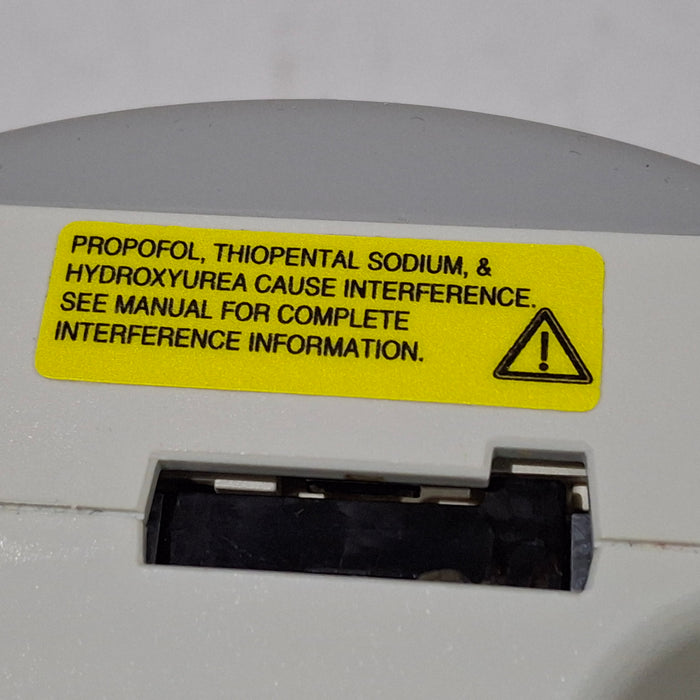 PROPOFOL, THIOPENTAL SODIUM, &
HYDROXYUREA CAUSE INTERFERENCE.
SEE MANUAL FOR COMPLETE
INTERFERENCE INFORMATION.